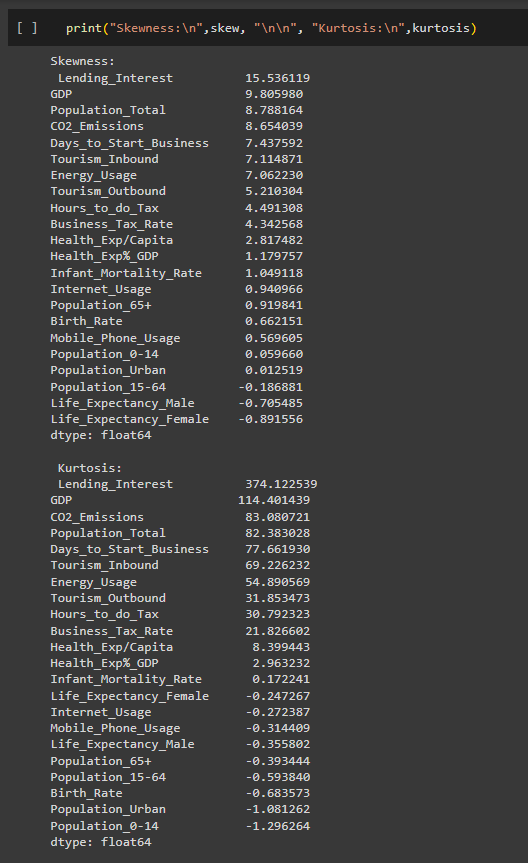 [ ] print("Skewness:\n",skew, "\n\n", "Kurtosis:\n",kurtosis)
Skewness:
Lending_Interest 15.536119
GDP 9.805980
Population_Total 8.788164
CO2_Emissions 8.654039
Days_to_Start_Business 7.437592
Tourism_Inbound 7.114871
Energy_Usage 7.062230
Tourism_Outbound 5.210304
Hours_to_do_Tax 4.491308
Business_Tax_Rate 4.342568
Health_Exp/Capita 2.817482
Health_Exp%_GDP 1.179757
Infant_Mortality_Rate 1.049118
Internet_Usage 0.940966
Population_65+ 0.919841
Birth_Rate 0.662151
Mobile_Phone_Usage 0.569605
Population_0-14 0.059660
Population_Urban 0.012519
Population_15-64 -0.186881
Life_Expectancy_Male -0.705485
Life_Expectancy_Female -0.891556
dtype: float64
Kurtosis:
Lending_Interest 374.122539
GDP 114.401439
CO2_Emissions 83.080721
Population_Total 82.383028
Days_to_Start_Business 77.661930
Tourism_Inbound 69.226232
Energy_Usage 54.890569
Tourism_Outbound 31.853473
Hours_to_do_Tax 30.792323
Business_Tax_Rate 21.826602
Health_Exp/Capita 8.399443
Health_Exp%_GDP 2.963232
Infant_Mortality_Rate 0.172241
Life_Expectancy_Female -0.247267
Internet_Usage -0.272387
Mobile_Phone_Usage -0.314409
Life_Expectancy_Male -0.355802
Population_65+ -0.393444
Population_15-64 -0.593840
Birth_Rate -0.683573
Population_Urban -1.081262
Population_0-14 -1.296264
dtype: float64